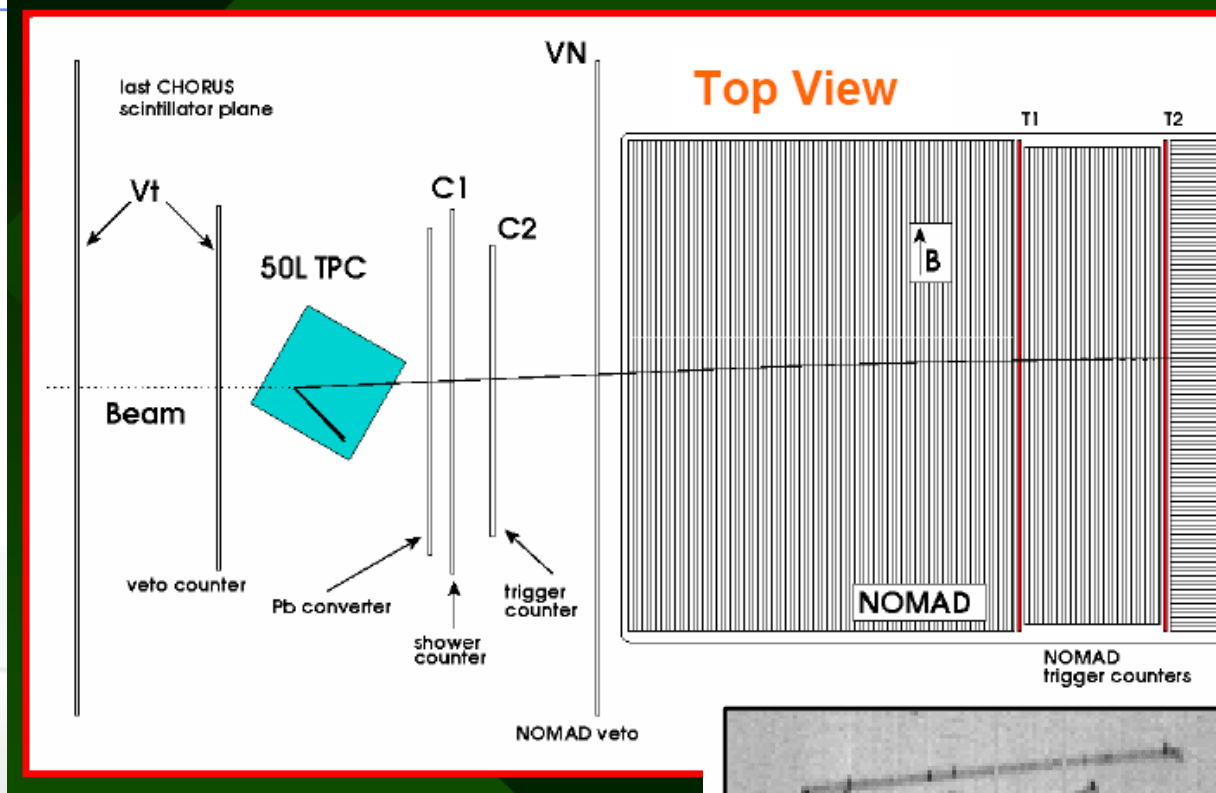 VN
last CHORUS
scintillator plane
Top View
T1
T2
Vt
C1
C2
50L TPC
B
Beam
veto counter
Pb converter
trigger
counter
NOMAD
shower
counter
NOMAD
trigger counters
NOMAD veto